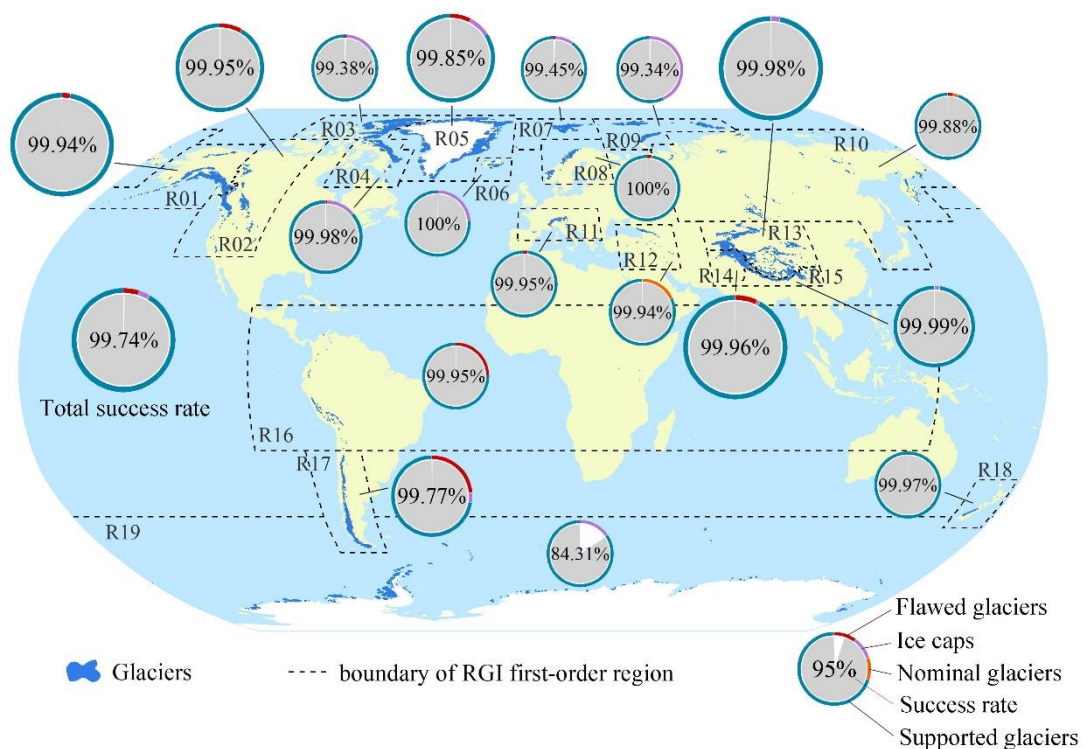 99.95%
99.38%
99.85%
99.45%
99.34%
99.98%
99.94%
99.88%
R03
R05
R07
R09
R10
R01
R04
R06
R08
100%
R02
99.98%
100%
R11
R13
R12
R14
R15
99.95%
99.94%
99.74%
99.96%
99.99%
Total success rate
99.95%
R16
R17
99.77%
99.97%
R18
R19
84.31%
Flawed glaciers
Ice caps
Glaciers
boundary of RGI first-order region
95%
Nominal glaciers
Success rate
Supported glaciers